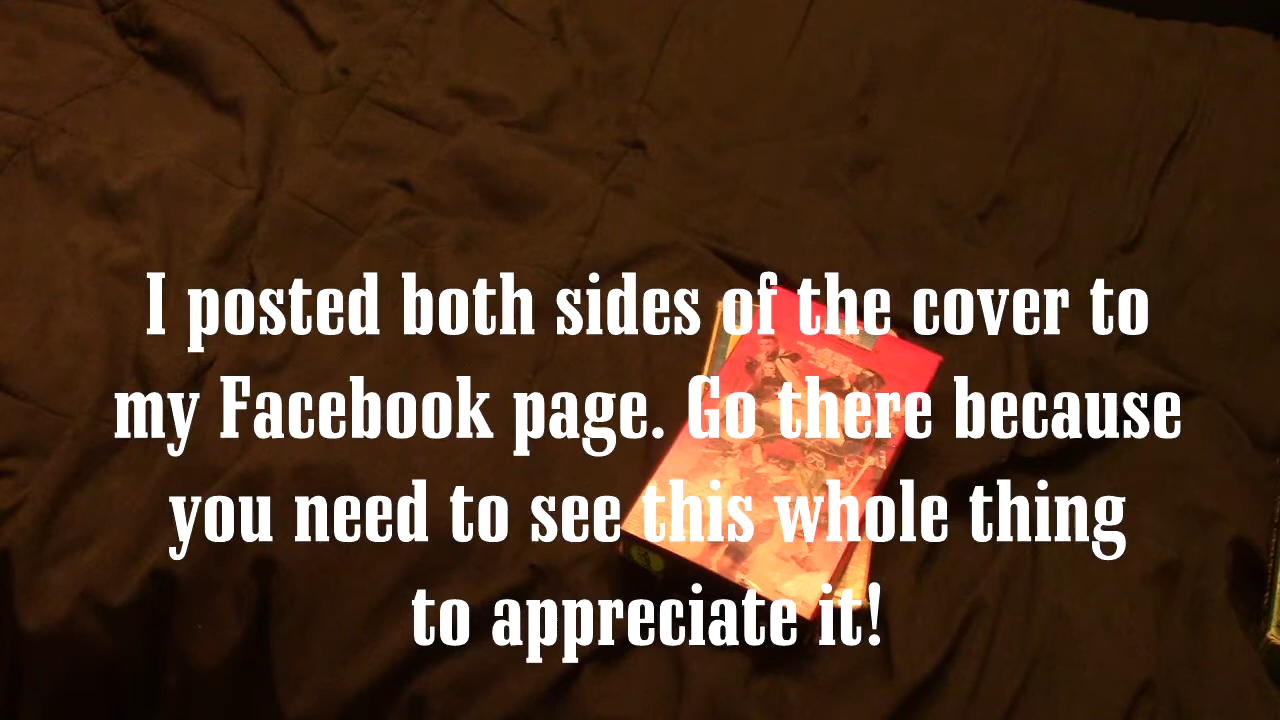 I posted both sides of the cover to
my Facebook page. Go there because
you need to see this whole thing
to appreciate it!